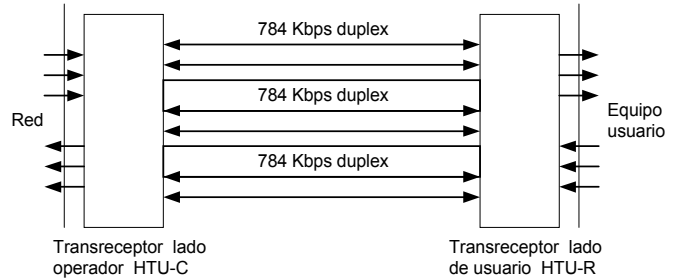 784 Kbps duplex
784 Kbps duplex
Red
Equipo
usuario
784 Kbps duplex
Transreceptor lado
operador HTU-C
Transreceptor lado
de usuario HTU-R